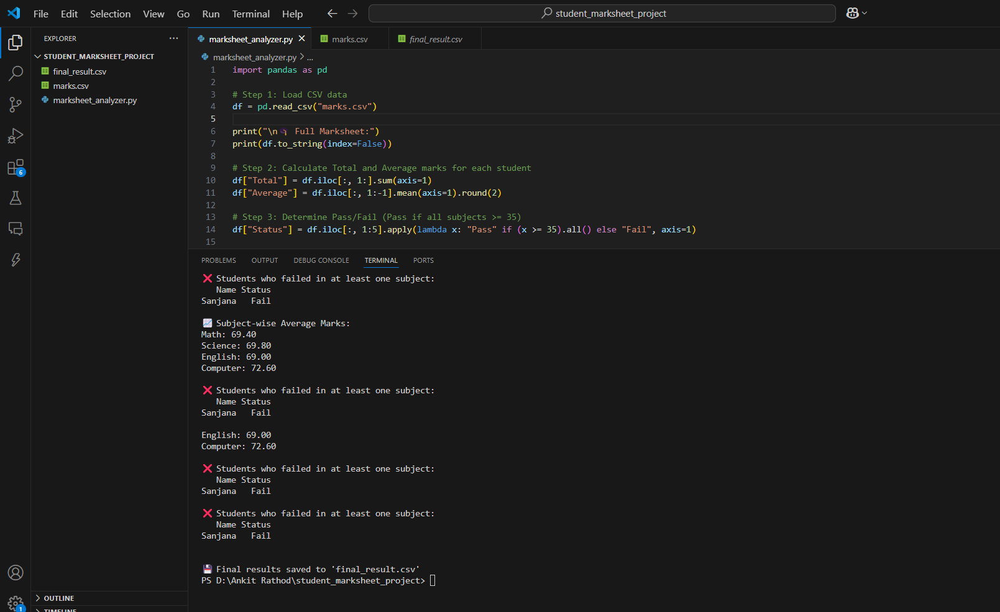 File Edit Selection View Go Run Terminal Help
student_marksheet_project
EXPLORER
STUDENT_MARKSHEET_PROJECT
final_result.csv
marks.csv
marksheet_analyzer.py
6
1
OUTLINE
TIMELINE
marksheet_analyzer.py
marks.csv
final_result.csv
marksheet_analyzer.py > ...
1 import pandas as pd
2
3 # Step 1: Load CSV data
4 df = pd.read_csv("marks.csv")
5
6 print("\n Full Marksheet:")
7 print(df.to_string(index=False))
8
9 # Step 2: Calculate Total and Average marks for each student
10 df["Total"] = df.iloc[:, 1:].sum(axis=1)
11 df["Average"] = df.iloc[:, 1:-1].mean(axis=1).round(2)
12
13 # Step 3: Determine Pass/Fail (Pass if all subjects >= 35)
14 df["Status"] = df.iloc[:, 1:5].apply(lambda x: "Pass" if (x >= 35).all() else "Fail", axis=1)
15
PROBLEMS OUTPUT DEBUG CONSOLE TERMINAL PORTS
❌ Students who failed in at least one subject:
Name Status
Sanjana Fail
📈 Subject-wise Average Marks:
Math: 69.40
Science: 69.80
English: 69.00
Computer: 72.60
❌ Students who failed in at least one subject:
Name Status
Sanjana Fail
English: 69.00
Computer: 72.60
❌ Students who failed in at least one subject:
Name Status
Sanjana Fail
❌ Students who failed in at least one subject:
Name Status
Sanjana Fail
💾 Final results saved to 'final_result.csv'
PS D:\Ankit Rathod\student_marksheet_project>